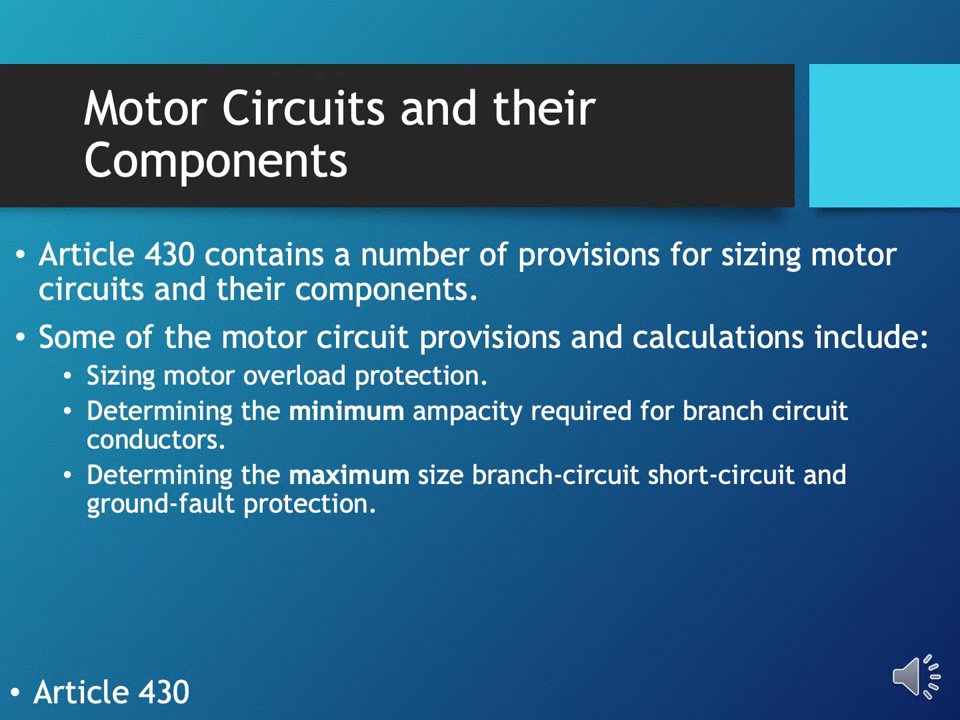 Motor Circuits and their
Components
• Article 430 contains a number of provisions for sizing motor
circuits and their components.
• Some of the motor circuit provisions and calculations include:
• Sizing motor overload protection.
• Determining the minimum ampacity required for branch circuit
conductors.
• Determining the maximum size branch-circuit short-circuit and
ground-fault protection.
• Article 430